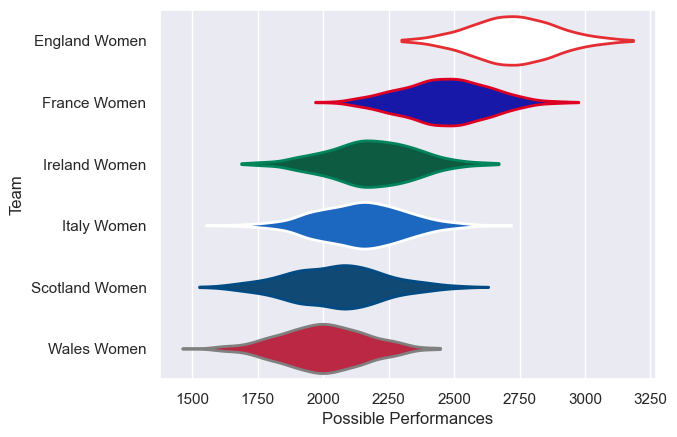 England Women
France Women
Ireland Women
Italy Women
Scotland Women
Wales Women
Team
1500 1750 2000 2250 2500 2750 3000 3250
Possible Performances